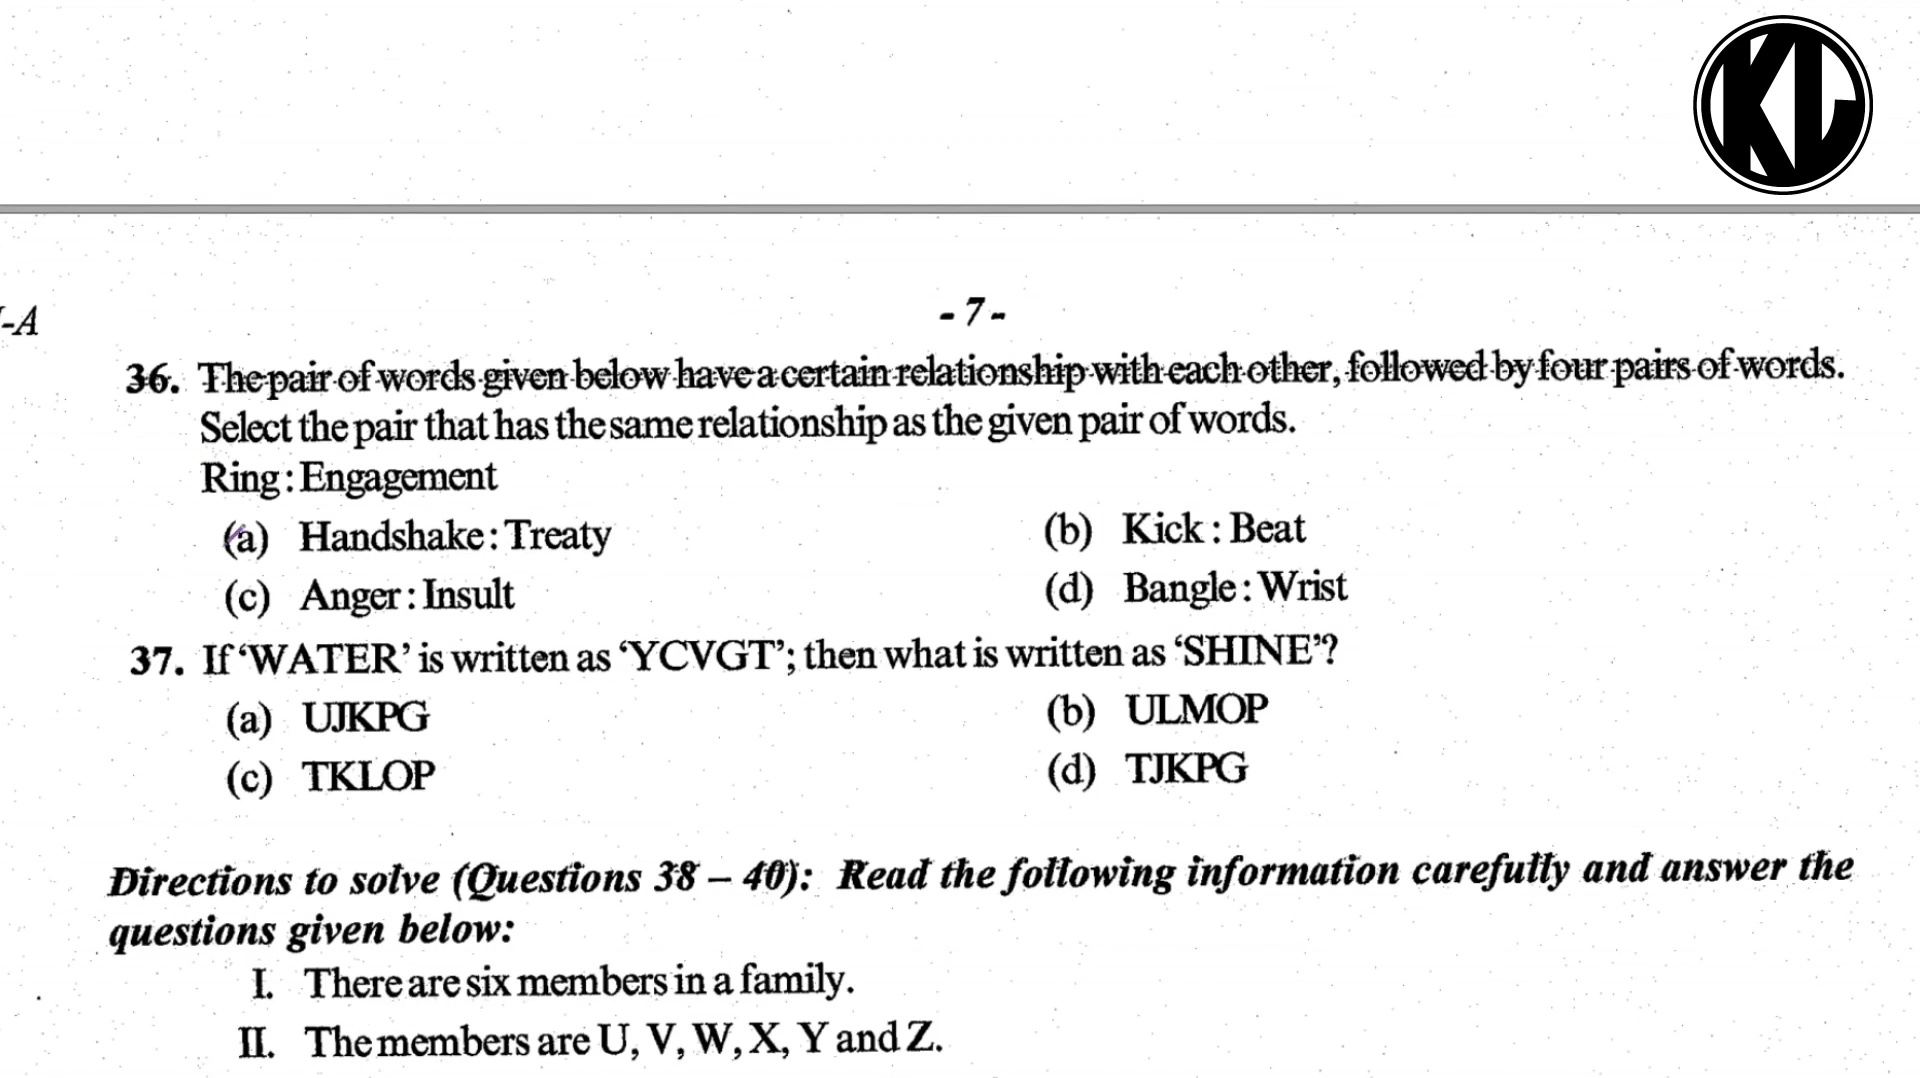 KL
-A
- 7 -
36. The pair of words given below have a certain relationship with each other, followed by four pairs of words.
Select the pair that has the same relationship as the given pair of words.
Ring : Engagement
(a) Handshake : Treaty
(b) Kick : Beat
(c) Anger : Insult
(d) Bangle : Wrist
37. If ‘WATER’ is written as ‘YCVGT’; then what is written as ‘SHINE’?
(a) UJKPG
(b) ULMOP
(c) TKLOP
(d) TJKPG
Directions to solve (Questions 38 – 40): Read the following information carefully and answer the
questions given below:
I. There are six members in a family.
II. The members are U, V, W, X, Y and Z.